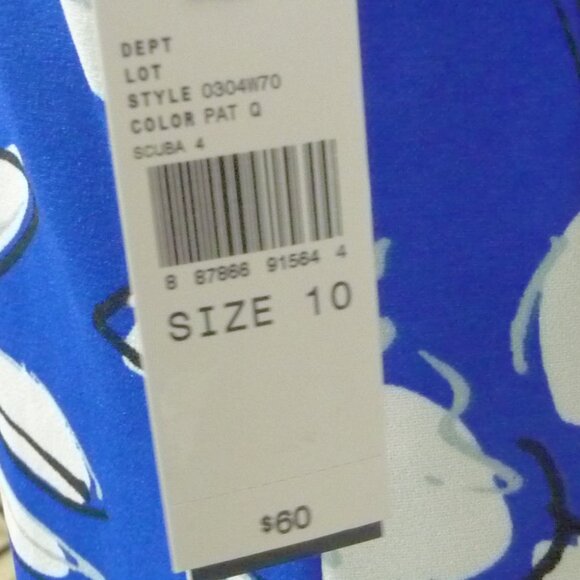 DEPT
LOT
STYLE 0304W70
COLOR PAT Q
SCUBA 4
8 87866 91564 4
SIZE 10
$60